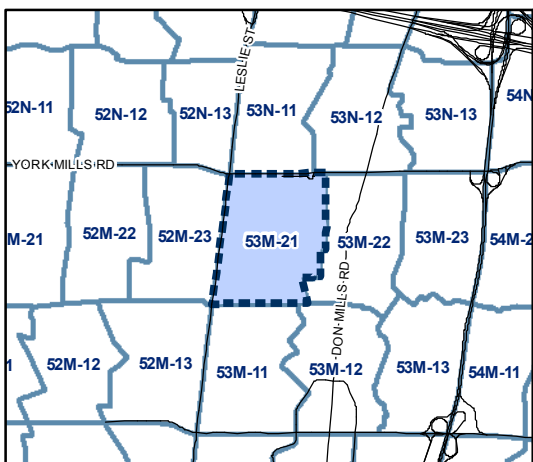 LESLIE ST
52N-11
52N-12
52N-13
53N-11
53N-12
53N-13
54N
YORK MILLS RD
M-21
52M-22
52M-23
53M-21
53M-22
53M-23
54M-2
DON MILLS RD
1
52M-12
52M-13
53M-11
53M-12
53M-13
54M-11